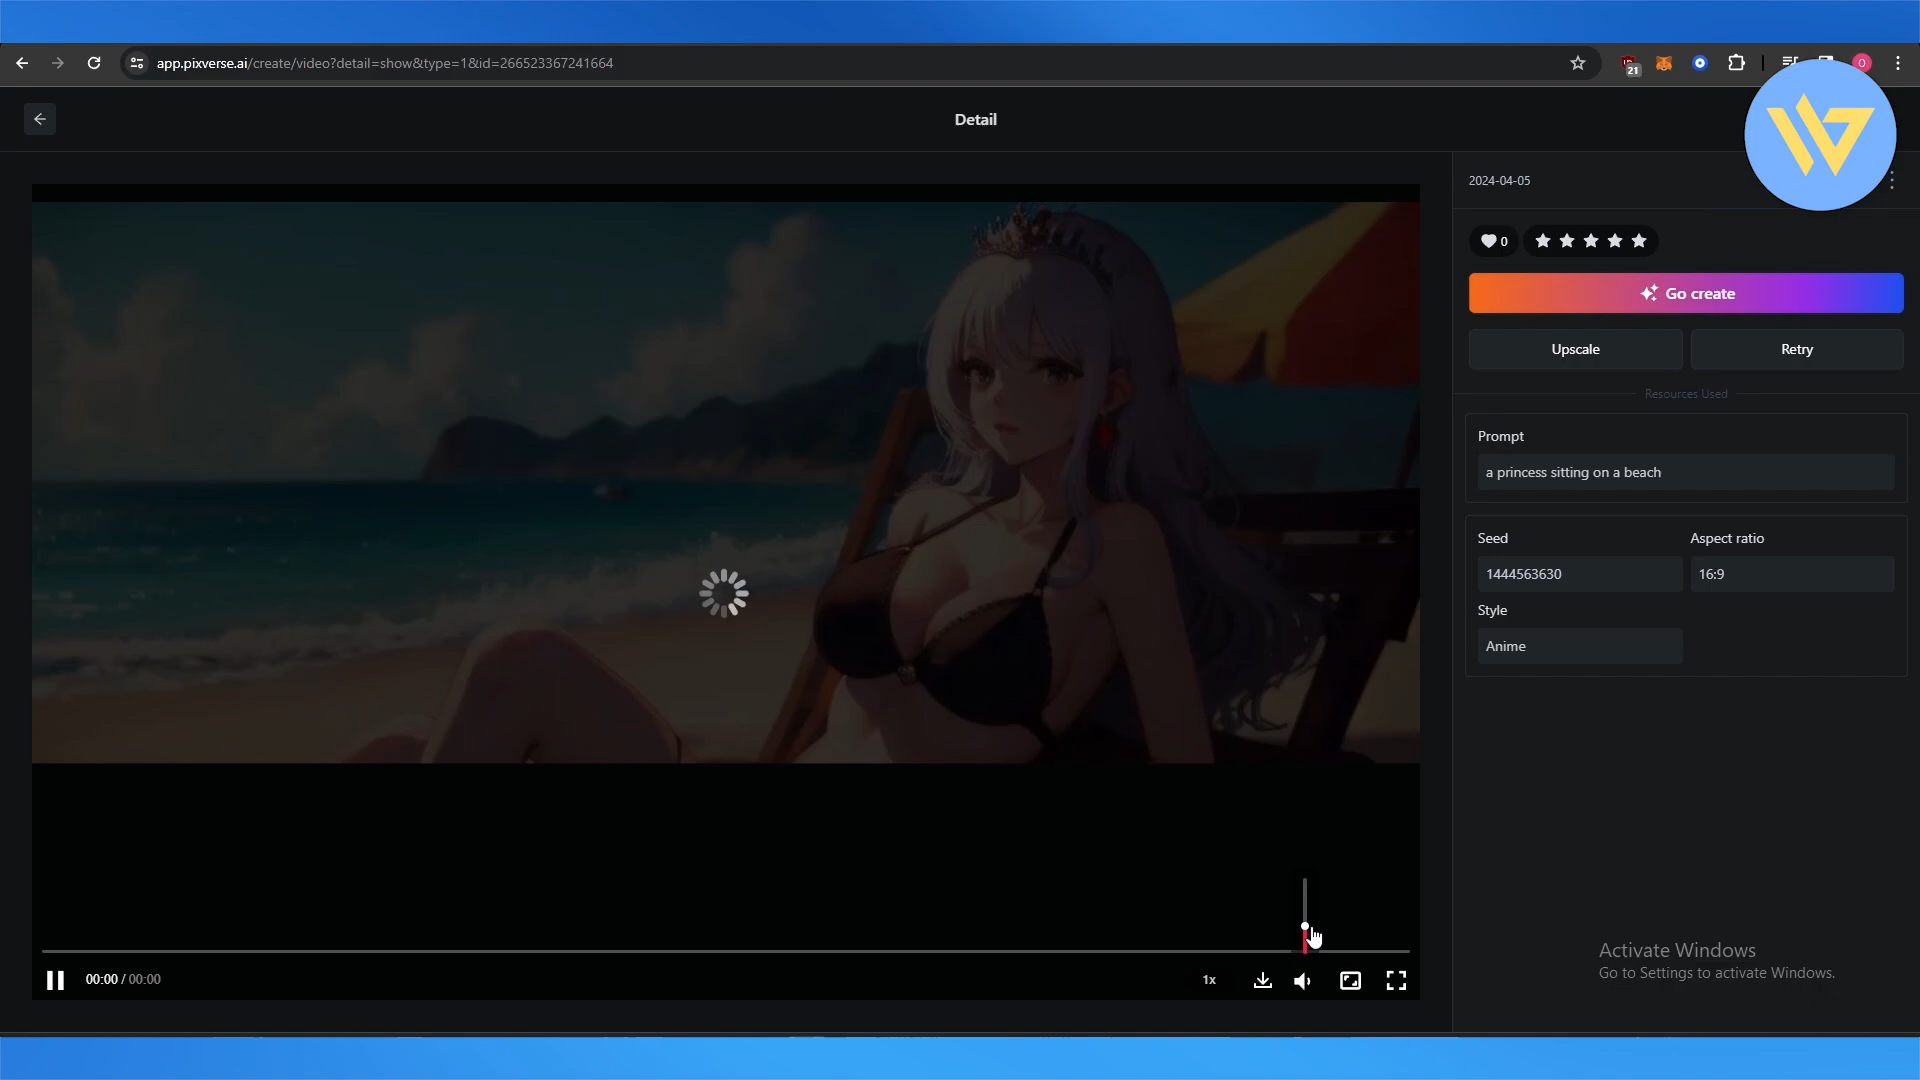 app.pixverse.ai/create/video?detail=show&type=1&id=266523367241664
21
O
Detail
2024-04-05
0
Go create
Upscale
Retry
Resources Used
Prompt
a princess sitting on a beach
Seed
Aspect ratio
1444563630
16:9
Style
Anime
Activate Windows
Go to Settings to activate Windows.
00:00 / 00:00
1x